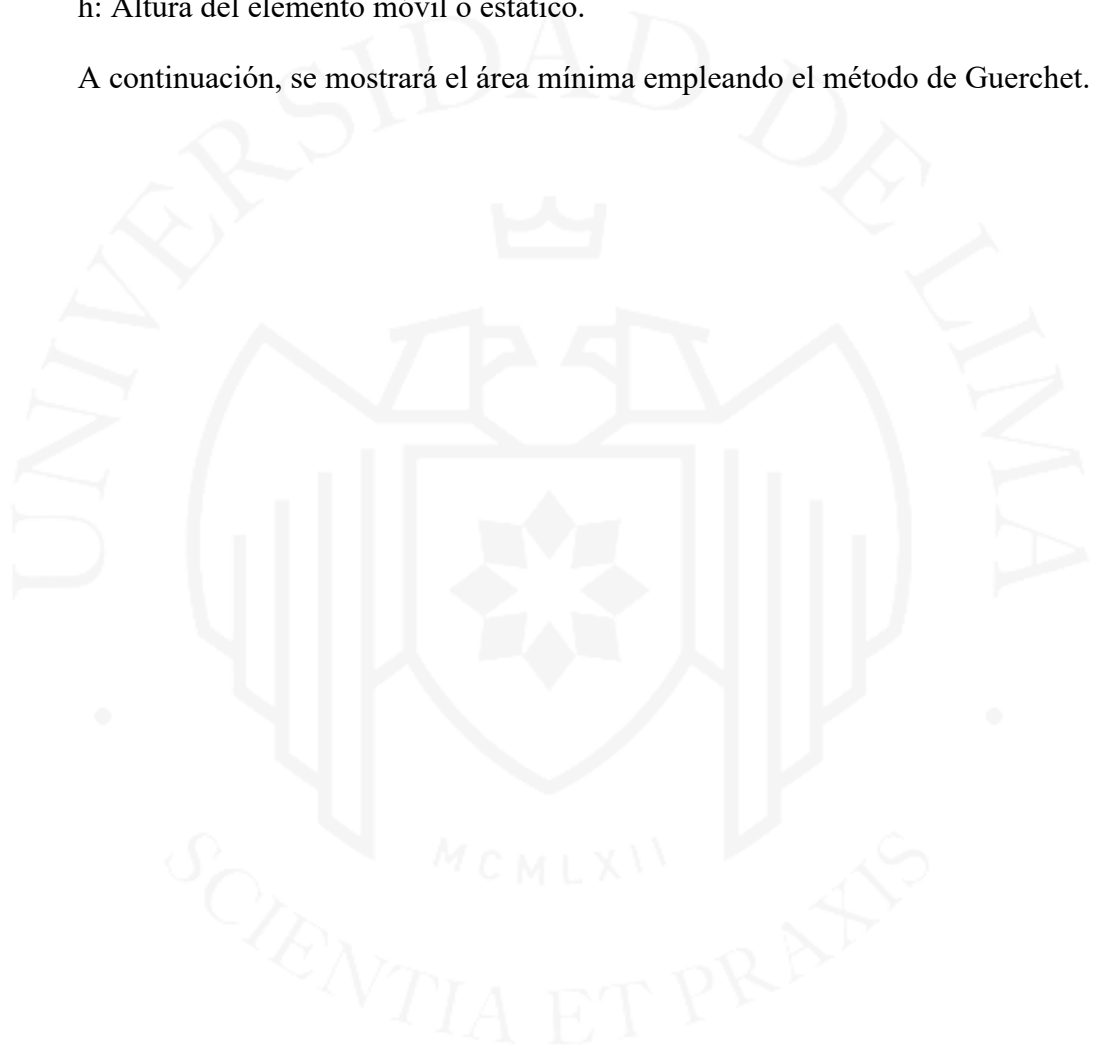 h: Altura del elemento móvil o estático.
A continuación, se mostrará el área mínima empleando el método de Guerchet.
UNIVERSIDAD DE LIMA
MCMLXII
SCIENTIA ET PRAXIS